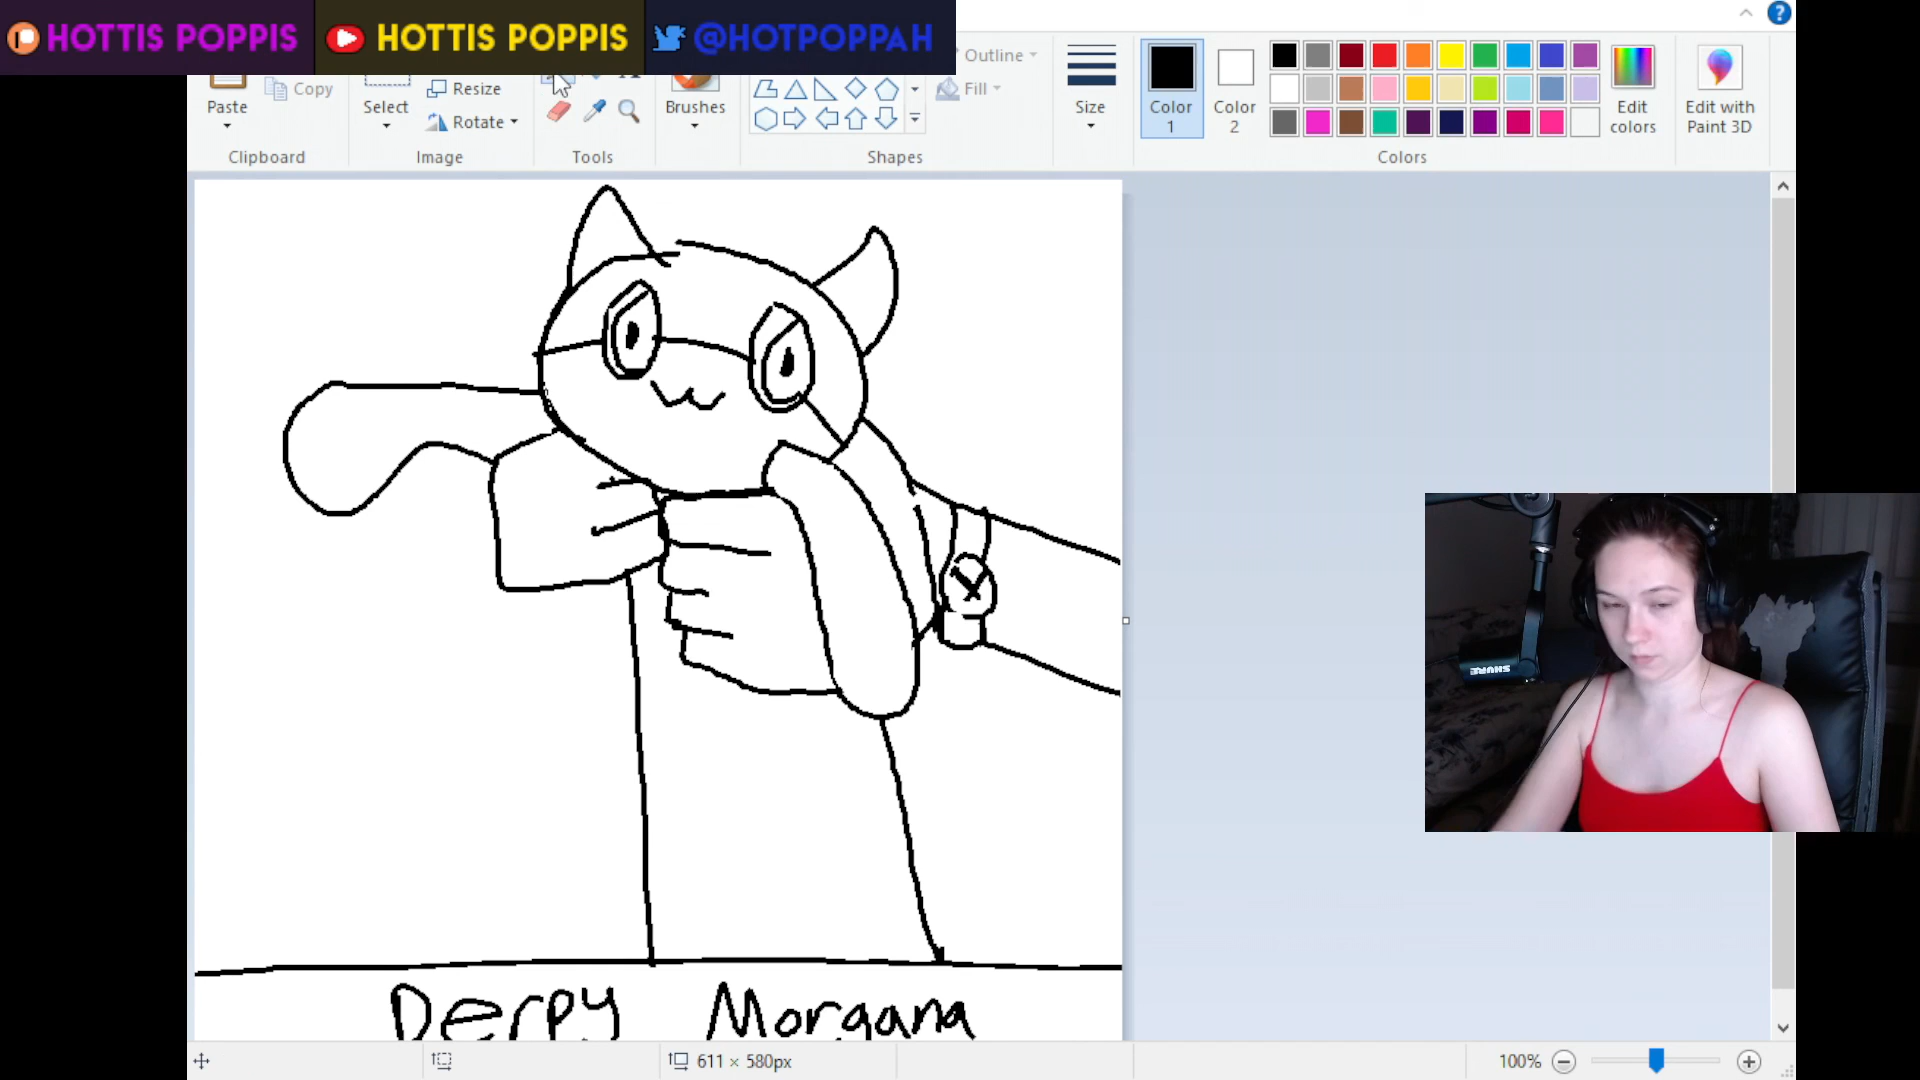 HOTTIS POPPIS
HOTTIS POPPIS
@HOTPOPPAH
Outline
Copy
Resize
Fill
Paste
Select
Rotate
Brushes
Size
Color 1
Color 2
Edit colors
Edit with Paint 3D
Clipboard
Image
Tools
Shapes
Colors
SHURE
Derpy Morgana
611 × 580px
100%